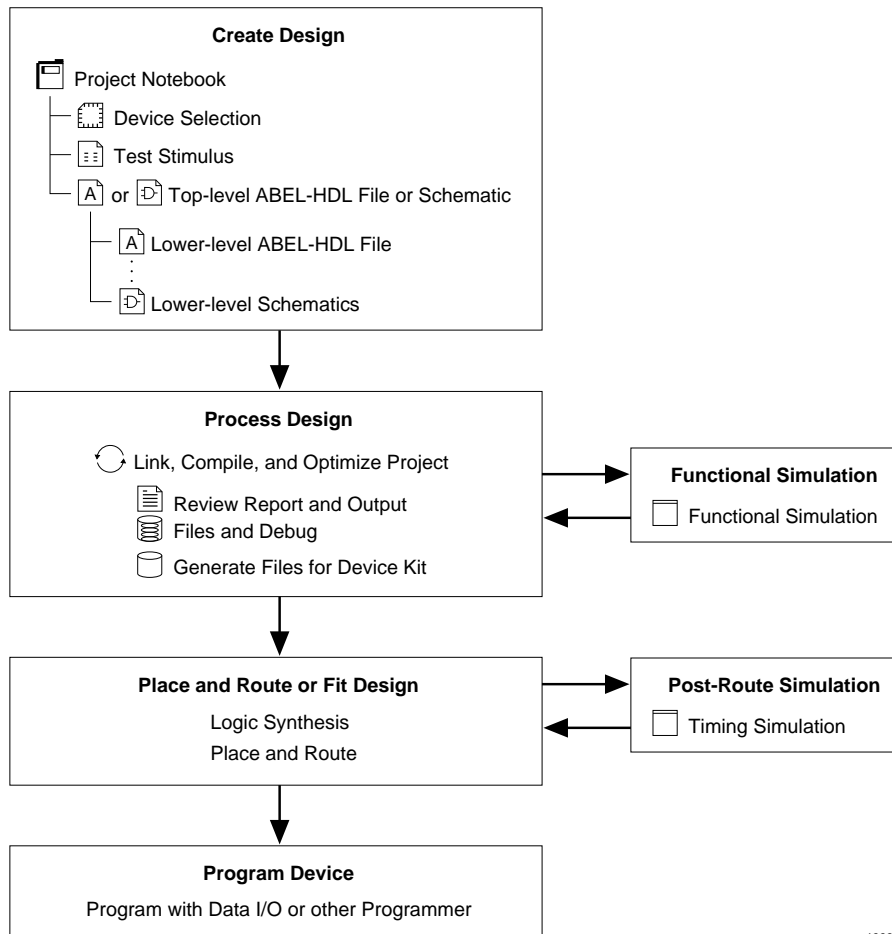 Create Design
Project Notebook
Device Selection
Test Stimulus
A or Top-level ABEL-HDL File or Schematic
A Lower-level ABEL-HDL File
Lower-level Schematics
Process Design
Link, Compile, and Optimize Project
Review Report and Output
Files and Debug
Generate Files for Device Kit
Functional Simulation
Functional Simulation
Place and Route or Fit Design
Logic Synthesis
Place and Route
Post-Route Simulation
Timing Simulation
Program Device
Program with Data I/O or other Programmer